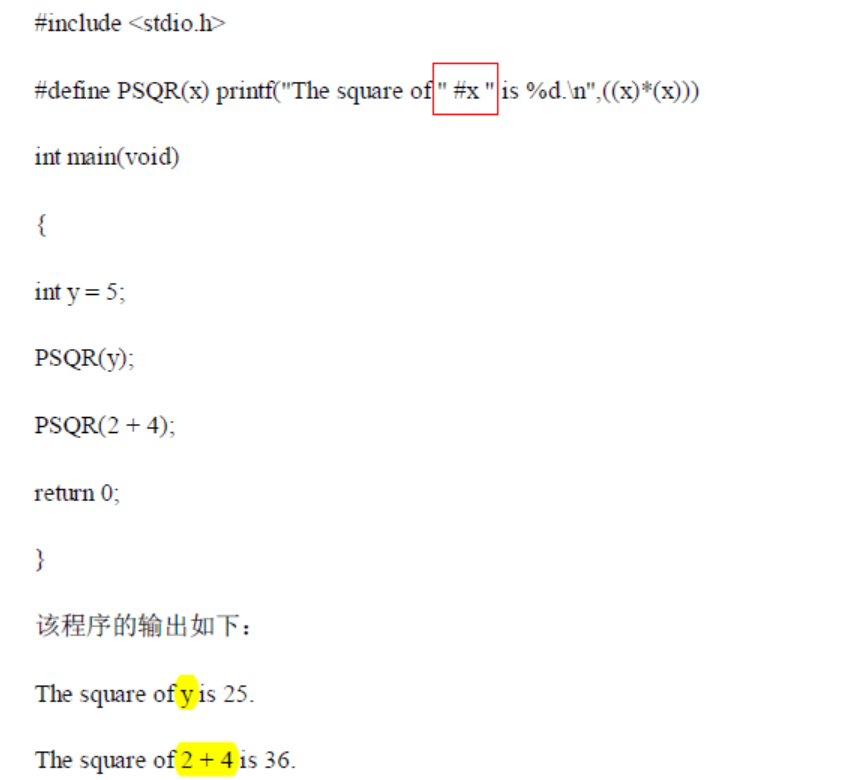 #include <stdio.h>
#define PSQR(x) printf("The square of " #x " is %d.\n",((x)*(x)))
int main(void)
{
int y = 5;
PSQR(y);
PSQR(2 + 4);
return 0;
}
该程序的输出如下：
The square of y is 25.
The square of 2 + 4 is 36.